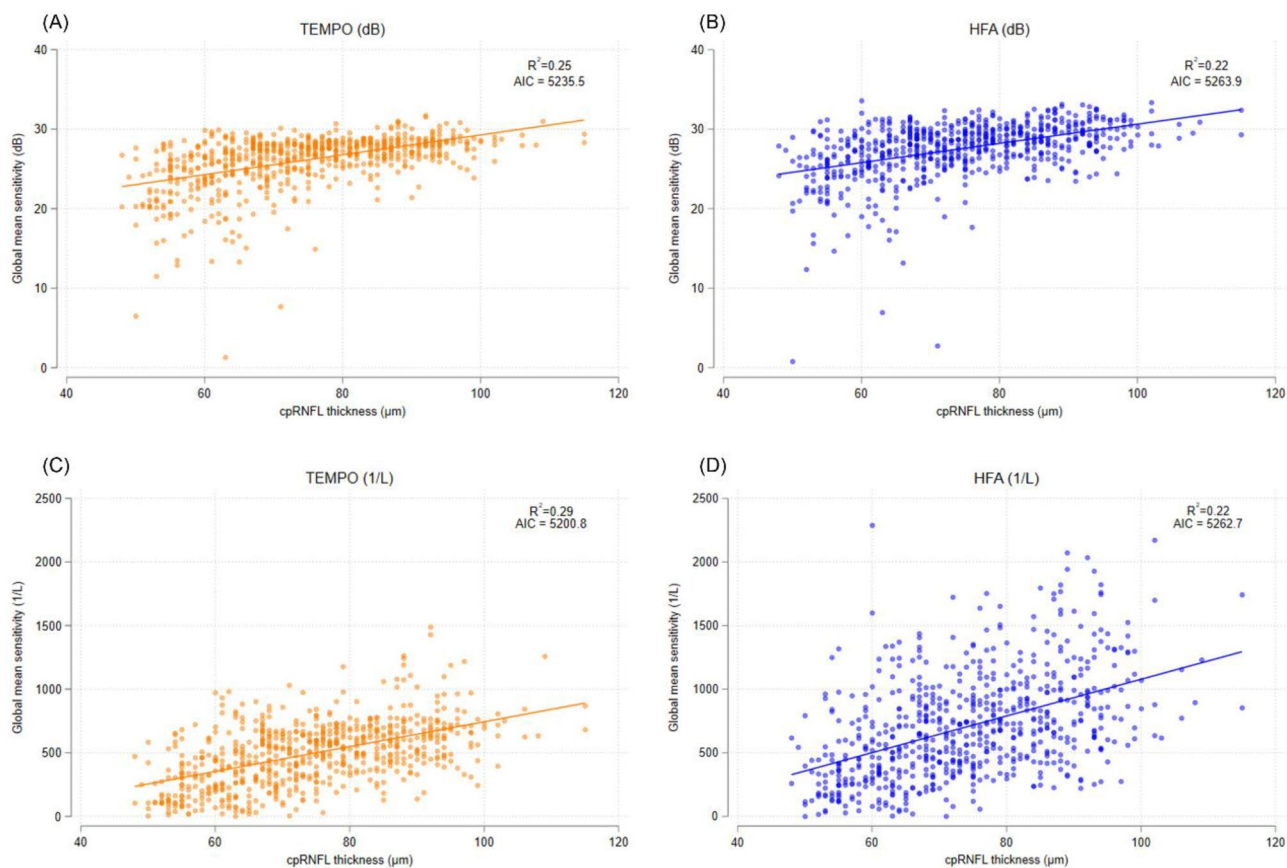 (A)
TEMPO (dB)
R²=0.25
AIC = 5235.5
40
30
20
10
0
Global mean sensitivity (dB)
40 60 80 100 120
cpRNFL thickness (µm)
(B)
HFA (dB)
R²=0.22
AIC = 5263.9
40
30
20
10
0
Global mean sensitivity (dB)
40 60 80 100 120
cpRNFL thickness (µm)
(C)
TEMPO (1/L)
R²=0.29
AIC = 5200.8
2500
2000
1500
1000
500
0
Global mean sensitivity (1/L)
40 60 80 100 120
cpRNFL thickness (µm)
(D)
HFA (1/L)
R²=0.22
AIC = 5262.7
2500
2000
1500
1000
500
0
Global mean sensitivity (1/L)
40 60 80 100 120
cpRNFL thickness (µm)